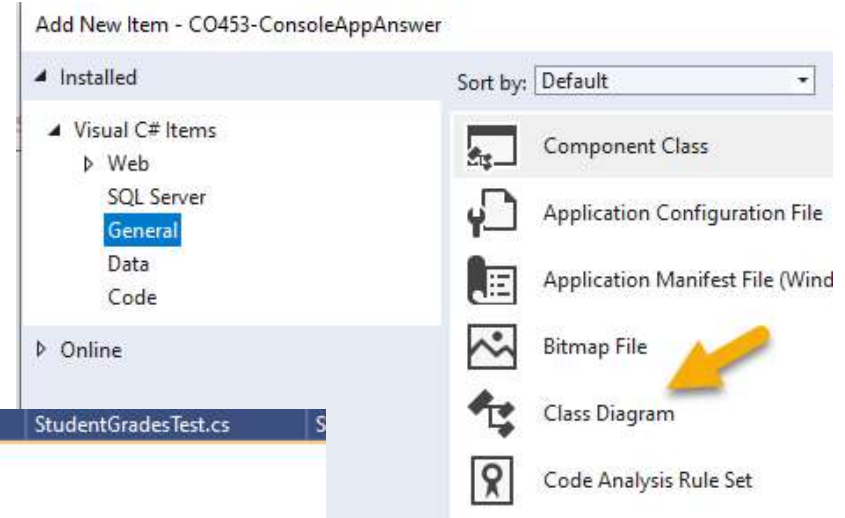 Add New Item - CO453-ConsoleAppAnswer
Installed
Sort by: Default
Visual C# Items
Web
SQL Server
General
Data
Code
Online
Component Class
Application Configuration File
Application Manifest File (Wind
Bitmap File
Class Diagram
Code Analysis Rule Set
StudentGradesTest.cs
S